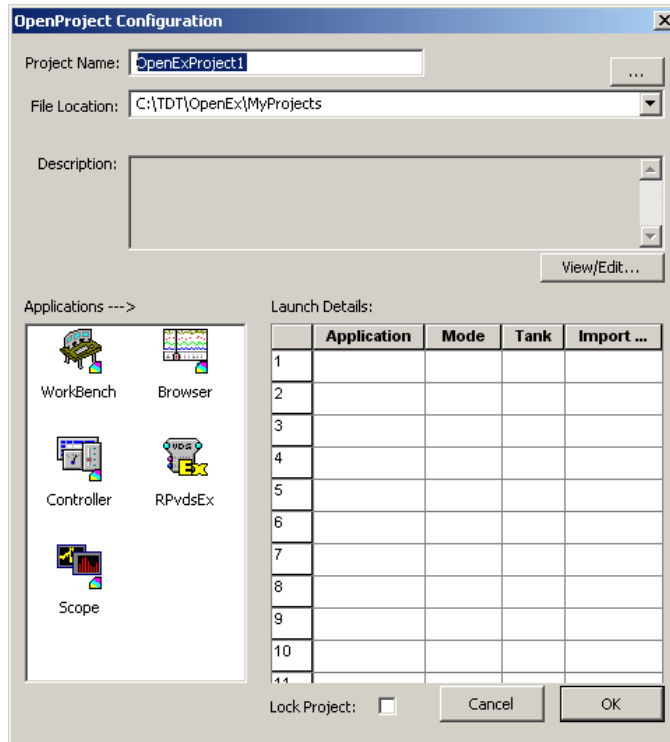 OpenProject Configuration
Project Name: OpenExProject1
...
File Location: C:\TDT\OpenEx\MyProjects
Description:
View/Edit...
Applications --->
Launch Details:
WorkBench
Browser
Controller
RPvdsEx
Scope
Application Mode Tank Import ...
1
2
3
4
5
6
7
8
9
10
11
Lock Project:
Cancel
OK